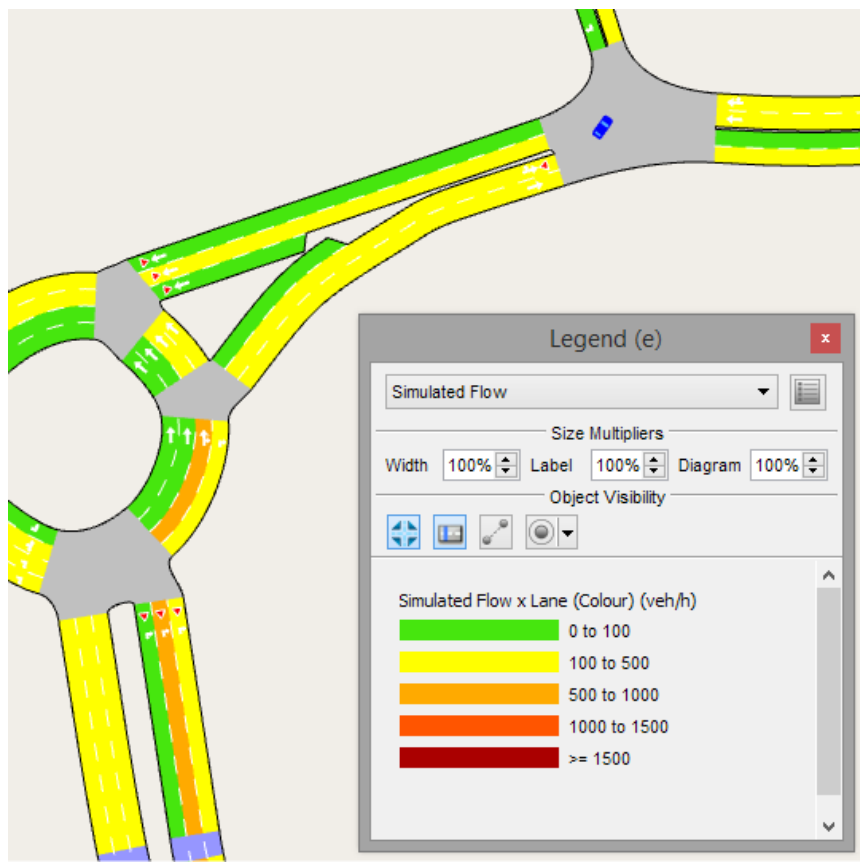 Legend (e)
x
Simulated Flow
Size Multipliers
Width 100% Label 100% Diagram 100%
Object Visibility
Simulated Flow x Lane (Colour) (veh/h)
0 to 100
100 to 500
500 to 1000
1000 to 1500
>= 1500